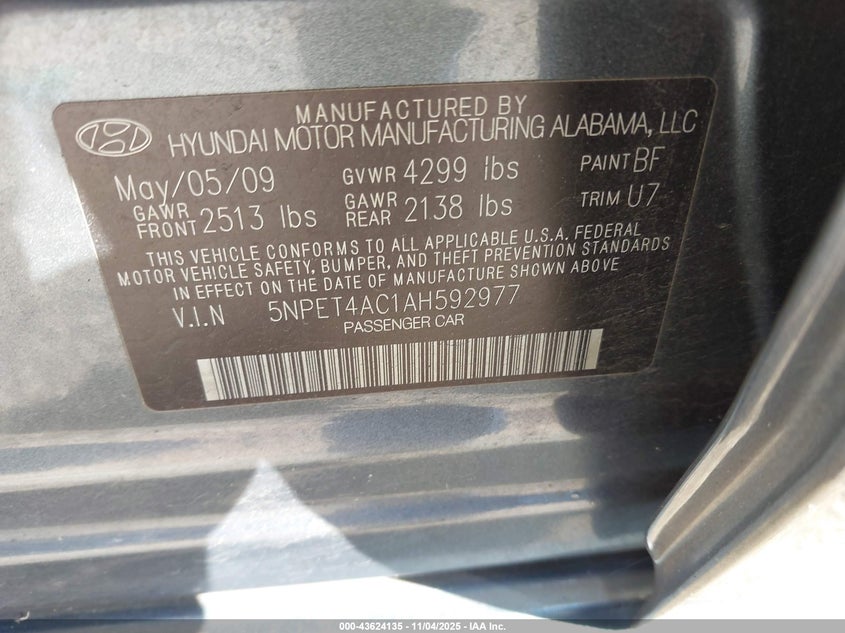 MANUFACTURED BY
HYUNDAI MOTOR MANUFACTURING ALABAMA, LLC
May/05/09 GVWR 4299 lbs PAINT BF
GAWR FRONT 2513 lbs GAWR REAR 2138 lbs TRIM U7
THIS VEHICLE CONFORMS TO ALL APPLICABLE U.S.A. FEDERAL
MOTOR VEHICLE SAFETY, BUMPER, AND THEFT PREVENTION STANDARDS
IN EFFECT ON THE DATE OF MANUFACTURE SHOWN ABOVE
V.I.N 5NPET4AC1AH592977
PASSENGER CAR
000-43624135 - 11/04/2025 - IAA Inc.